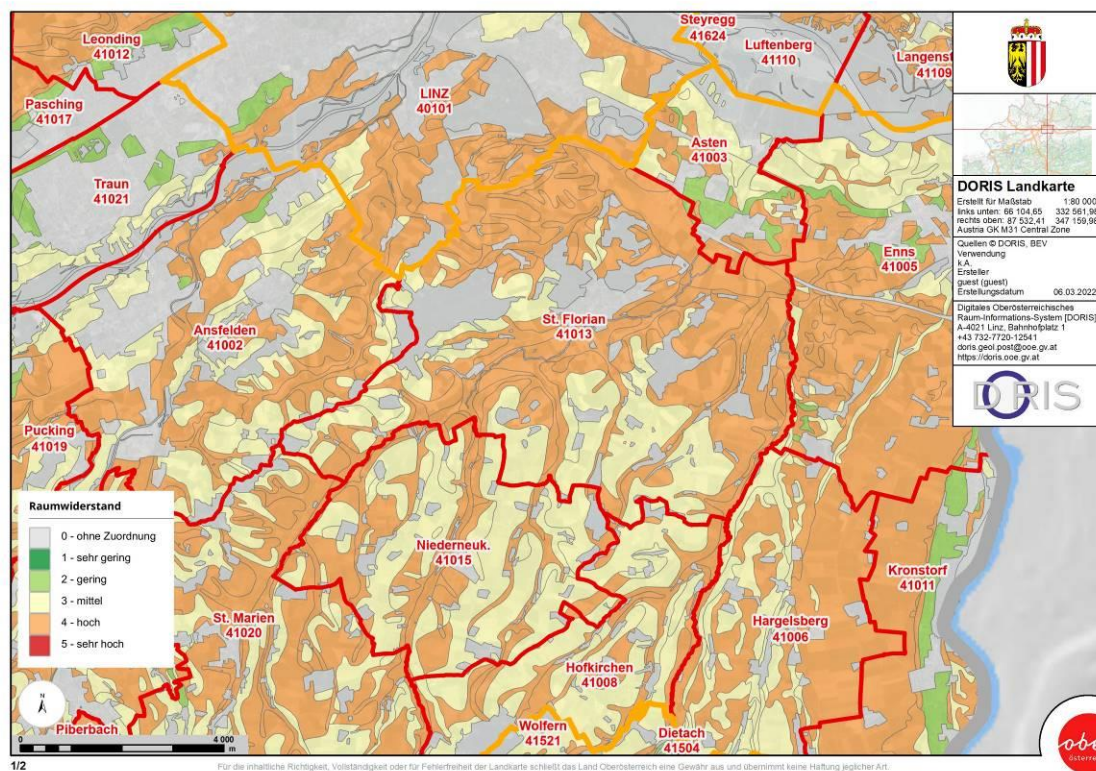 Leonding
41012
Steyregg
41624
Luftenberg
41110
Langenst
41109
Pasching
41017
LINZ
40101
Asten
41003
Traun
41021
Enns
41005
Ansfelden
41002
St. Florian
41013
Pucking
41019
Niederneuk.
41015
Kronstorf
41011
St. Marien
41020
Hargelsberg
41006
Hofkirchen
41008
Piberbach
Wolfern
41521
Dietach
41504
Raumwiderstand
0 - ohne Zuordnung
1 - sehr gering
2 - gering
3 - mittel
4 - hoch
5 - sehr hoch
N
0 4 000
m
DORIS Landkarte
Erstellt für Maßstab 1:80 000
links unten: 66 104,65 332 561,98
rechts oben: 87 532,41 347 159,98
Austria GK M31 Central Zone
Quellen © DORIS, BEV
Verwendung
k.A.
Ersteller
guest (guest)
Erstellungsdatum 06.03.2022
Digitales Oberösterreichisches
Raum-Informations-System [DORIS]
A-4021 Linz, Bahnhofplatz 1
+43 732-7720-12541
doris.geol.post@ooe.gv.at
https://doris.ooe.gv.at
DORIS
obe
österre
1/2
Für die inhaltliche Richtigkeit, Vollständigkeit oder für Fehlerfreiheit der Landkarte schließt das Land Oberösterreich eine Gewähr aus und übernimmt keine Haftung jeglicher Art.